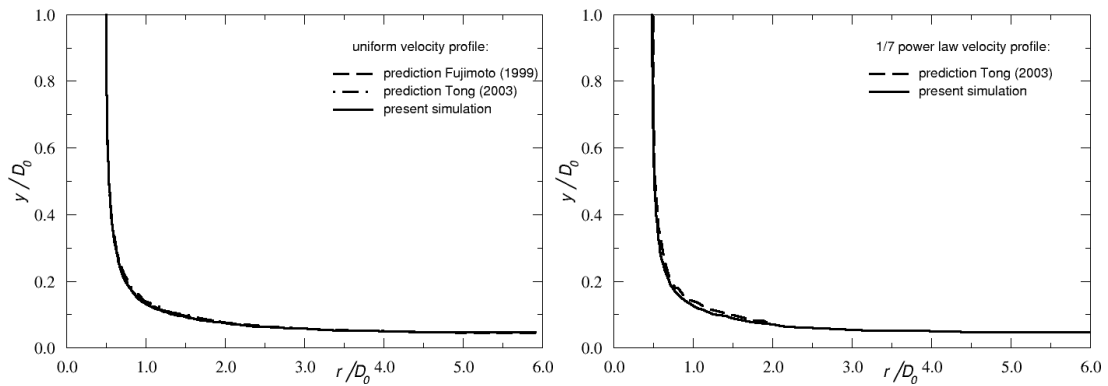 1.0
0.8
0.6
0.4
0.2
0.0
y/D₀
uniform velocity profile:
prediction Fujimoto (1999)
prediction Tong (2003)
present simulation
0.0 1.0 2.0 3.0 4.0 5.0 6.0
r/D₀
1.0
0.8
0.6
0.4
0.2
0.0
y/D₀
1/7 power law velocity profile:
prediction Tong (2003)
present simulation
0.0 1.0 2.0 3.0 4.0 5.0 6.0
r/D₀